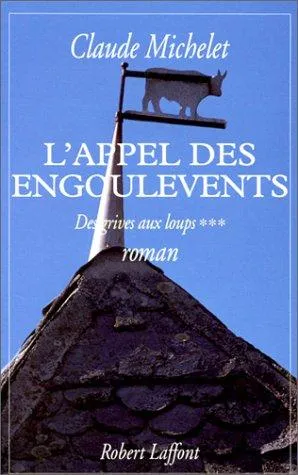 Claude Michelet
L'APPEL DES
ENGOULEVENTS
Des grives aux loups ***
roman
Robert Laffont